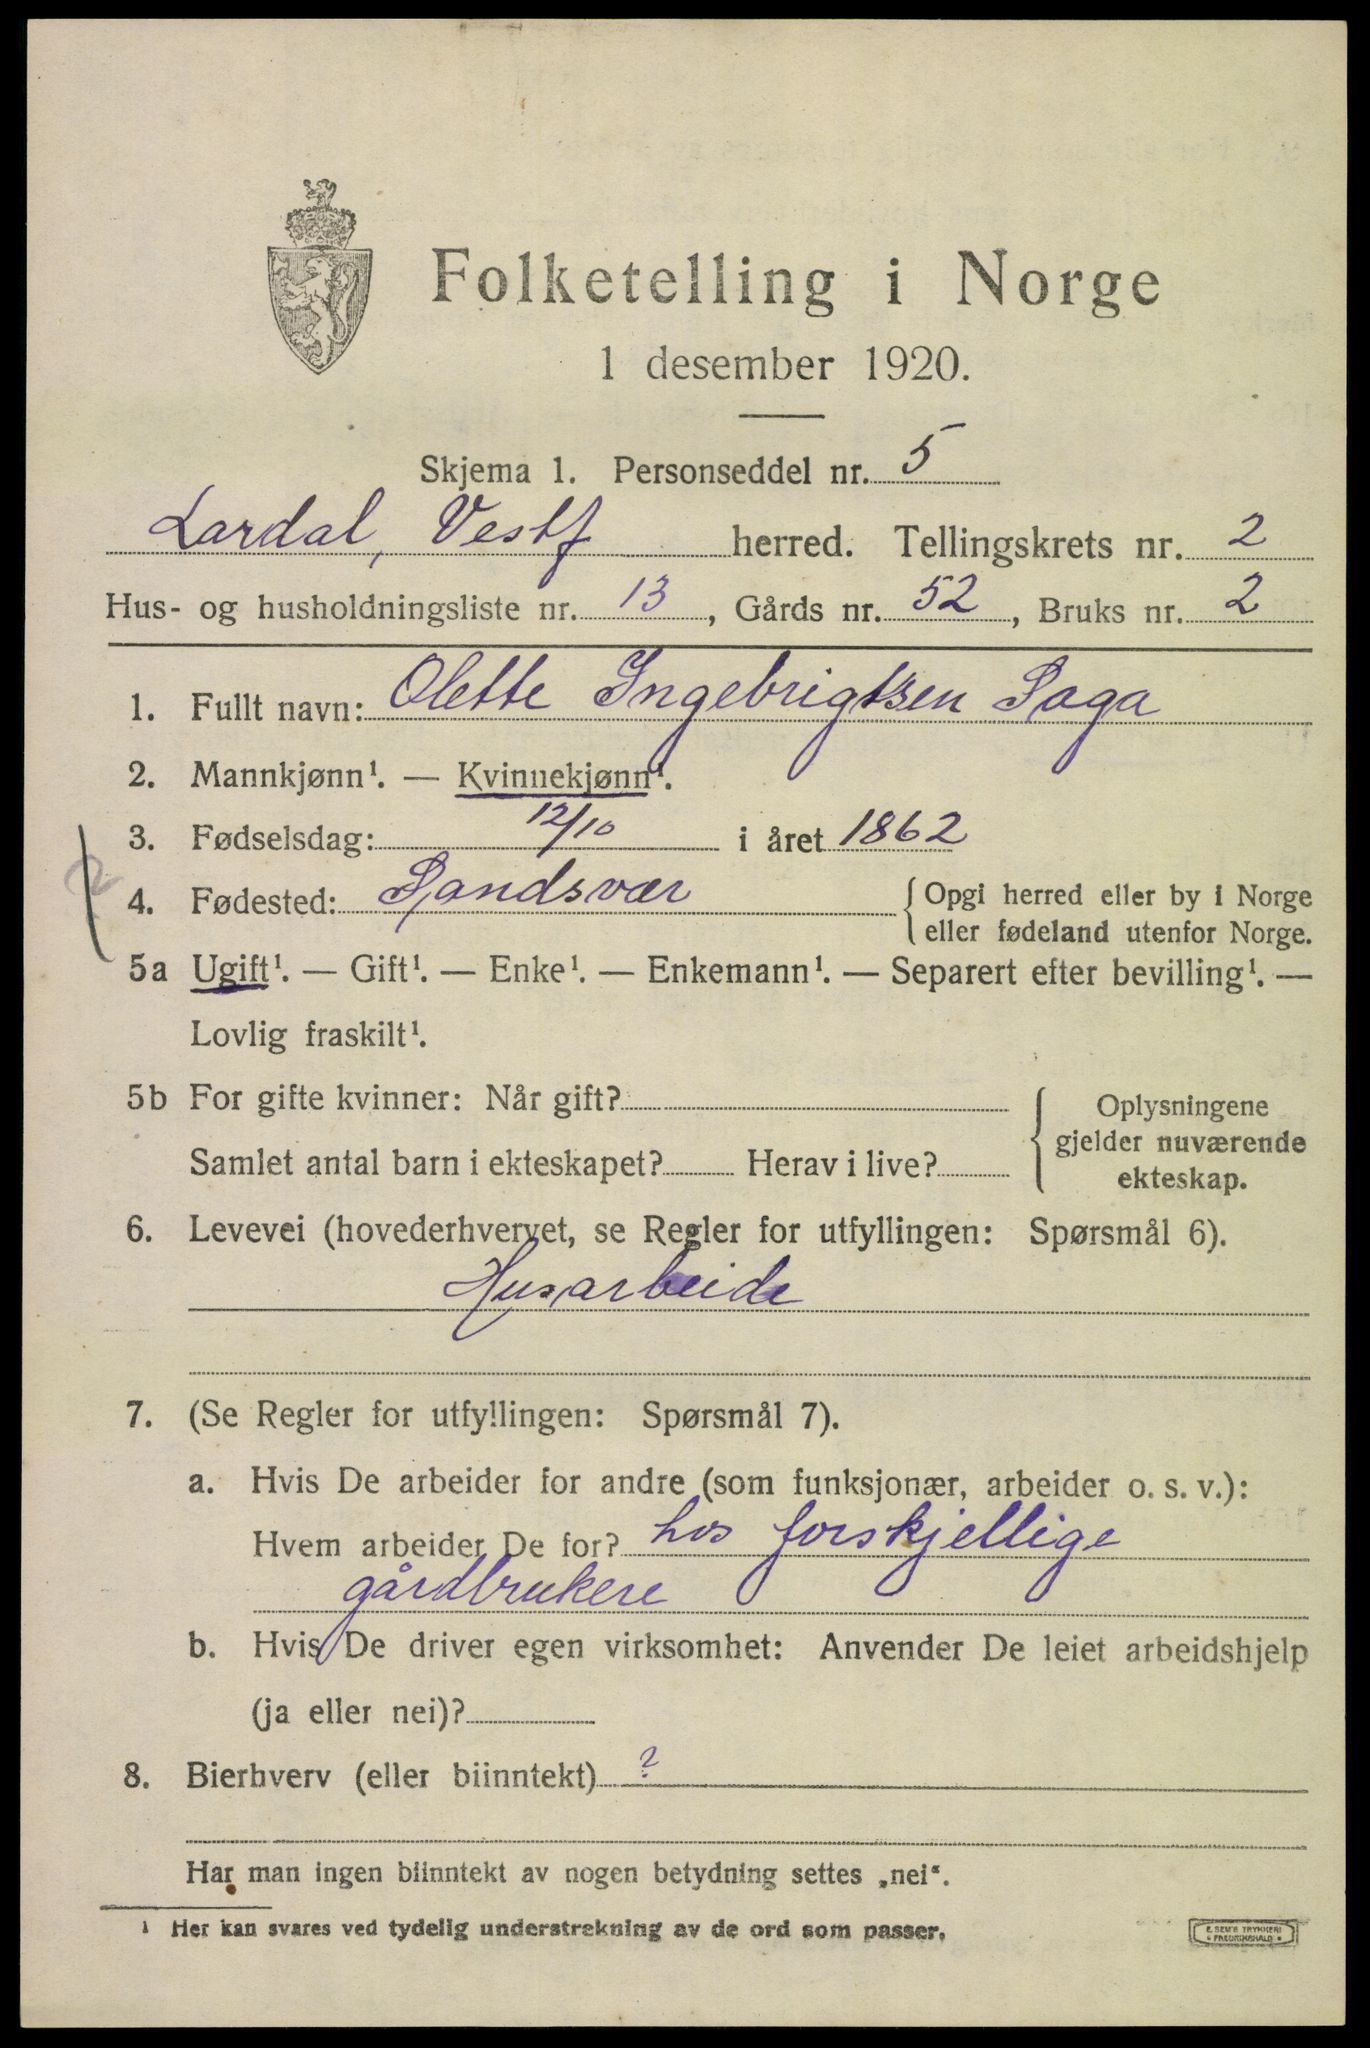 Folketelling i Norge
1 desember 1920.
Skjema 1. Personseddel nr. 5
Lardal, Vestf herred. Tellingskrets nr. 2
Hus- og husholdningsliste nr. 13, Gårds nr. 52, Bruks nr. 2
1. Fullt navn: Olette Ingebrigtsen Saga
2. Mannkjønn¹. — Kvinnekjønn¹.
3. Fødselsdag: 12/10 i året 1862
2
4. Fødested: Sandsvær { Opgi herred eller by i Norge
eller fødeland utenfor Norge.
5a Ugift¹. — Gift¹. — Enke¹. — Enkemann¹. — Separert efter bevilling¹. —
Lovlig fraskilt¹.
5b For gifte kvinner: Når gift?
Samlet antal barn i ekteskapet? Herav i live?
Oplysningene
gjelder nuværende
ekteskap.
6. Levevei (hovederhvervet, se Regler for utfyllingen: Spørsmål 6).
Husarbeide
7. (Se Regler for utfyllingen: Spørsmål 7).
a. Hvis De arbeider for andre (som funksjonær, arbeider o. s. v.):
Hvem arbeider De for? hos forskjellige
gårdbrukere
b. Hvis De driver egen virksomhet: Anvender De leiet arbeidshjelp
(ja eller nei)?
8. Bierhverv (eller biinntekt) ?
Har man ingen biinntekt av nogen betydning settes „nei“.
¹ Her kan svares ved tydelig understrekning av de ord som passer.
E. SEM'S TRYKKERI
FREDRIKSHALD